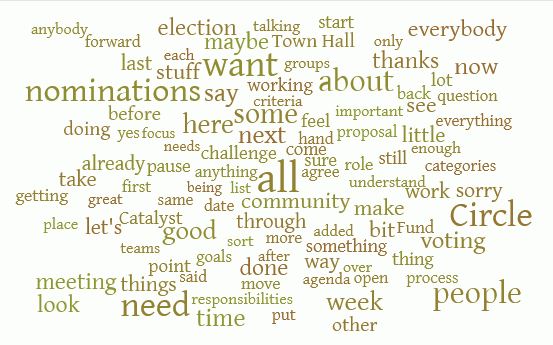 anybody election talking start everybody
forward maybe Town Hall only
last each want groups thanks now
stuff working about lot
nominations say criteria back question
before some important see everything
doing yes focus here next hand feel proposal little
needs challenge come sure still enough
already pause anything all agree role categories
take first being list understand work sorry
getting great same date community make
place let's Catalyst through added bit Fund Circle
good sort more something voting
teams goals after way over thing
point said done agenda open process
meeting things move people
look need responsibilities week
time put other